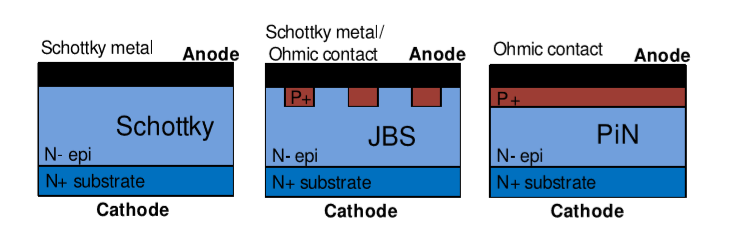 Schottky metal
Anode
Schottky
N- epi
N+ substrate
Cathode
Schottky metal/
Ohmic contact
Anode
P+
JBS
N- epi
N+ substrate
Cathode
Ohmic contact
Anode
P+
PiN
N- epi
N+ substrate
Cathode